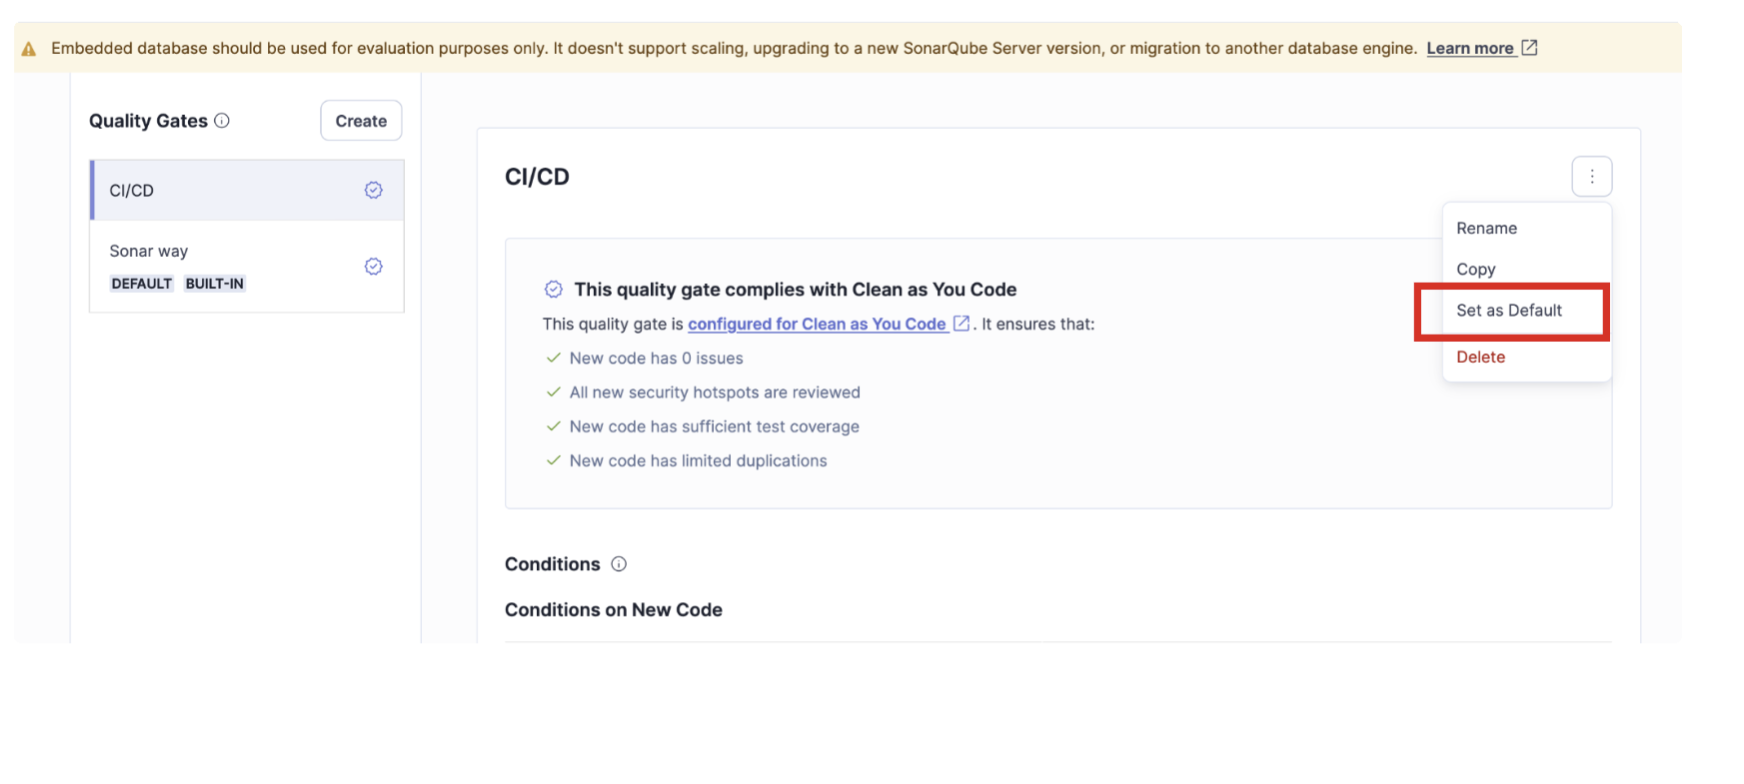 Embedded database should be used for evaluation purposes only. It doesn't support scaling, upgrading to a new SonarQube Server version, or migration to another database engine. Learn more
Quality Gates
Create
CI/CD
Sonar way
DEFAULT BUILT-IN
CI/CD
Rename
Copy
Set as Default
Delete
This quality gate complies with Clean as You Code
This quality gate is configured for Clean as You Code . It ensures that:
New code has 0 issues
All new security hotspots are reviewed
New code has sufficient test coverage
New code has limited duplications
Conditions
Conditions on New Code